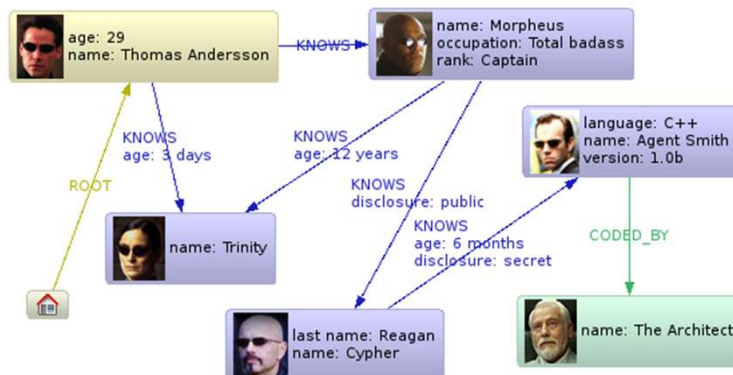 age: 29
name: Thomas Andersson
KNOWS
name: Morpheus
occupation: Total badass
rank: Captain
language: C++
name: Agent Smith
version: 1.0b
KNOWS
age: 3 days
KNOWS
age: 12 years
ROOT
KNOWS
disclosure: public
name: Trinity
KNOWS
age: 6 months
disclosure: secret
CODED_BY
last name: Reagan
name: Cypher
name: The Architect